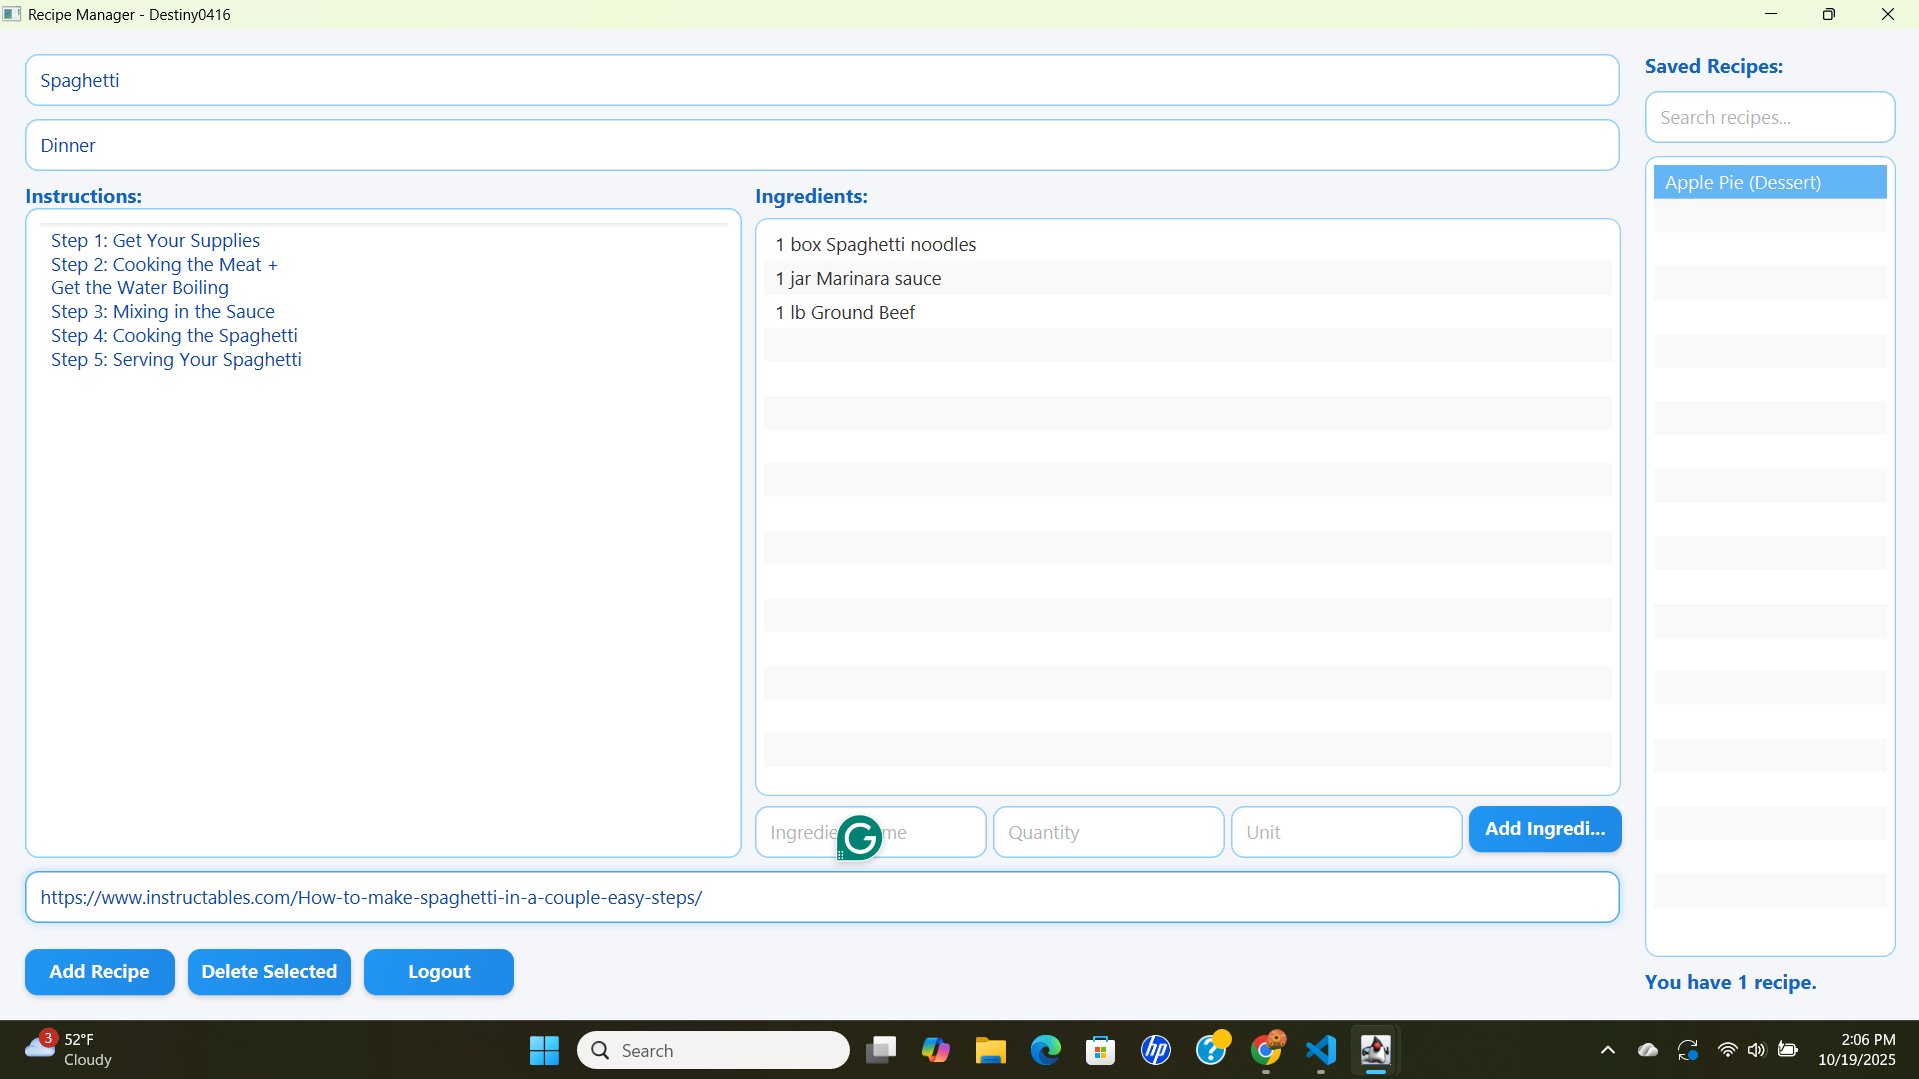 Recipe Manager - Destiny0416
Spaghetti
Dinner
Instructions:
Step 1: Get Your Supplies
Step 2: Cooking the Meat +
Get the Water Boiling
Step 3: Mixing in the Sauce
Step 4: Cooking the Spaghetti
Step 5: Serving Your Spaghetti
Ingredients:
1 box Spaghetti noodles
1 jar Marinara sauce
1 lb Ground Beef
Quantity
Unit
Add Ingredi...
https://www.instructables.com/How-to-make-spaghetti-in-a-couple-easy-steps/
Add Recipe
Delete Selected
Logout
Saved Recipes:
Search recipes...
Apple Pie (Dessert)
You have 1 recipe.
3
52°F
Coudy
Search
hp
2:06 PM
10/19/2025